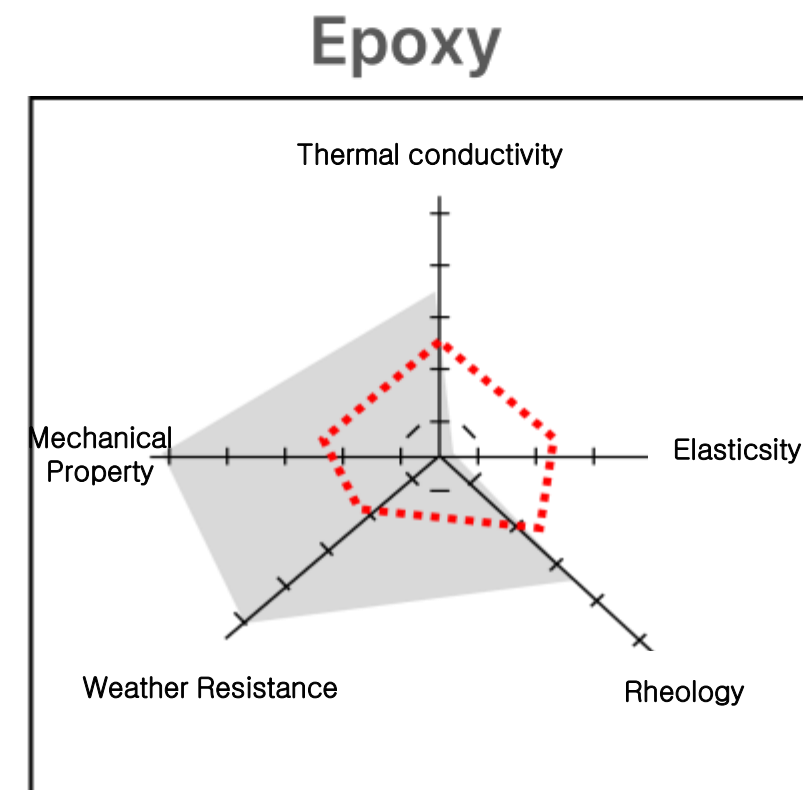 Epoxy
Thermal conductivity
Mechanical
Property
Elasticsity
Weather Resistance
Rheology